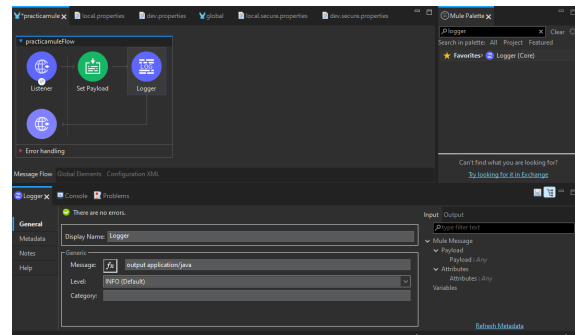 *practicamule
local.properties
dev.properties
global
local.secure.properties
dev.secure.properties
Mule Palette
practicamuleFlow
Listener
Set Payload
LOG
Logger
Error handling
Message Flow Global Elements Configuration XML
logger
Clear
Search in palette: All Project Featured
Favorites Logger (Core)
Can't find what you are looking for?
Try looking for it in Exchange
Logger
Console
Problems
There are no errors.
General
Metadata
Notes
Help
Display Name: Logger
Generic
Message: fx output application/java
Level: INFO (Default)
Category:
Input Output
type filter text
Mule Message
Payload
Payload : Any
Attributes
Attributes : Any
Variables
Refresh Metadata